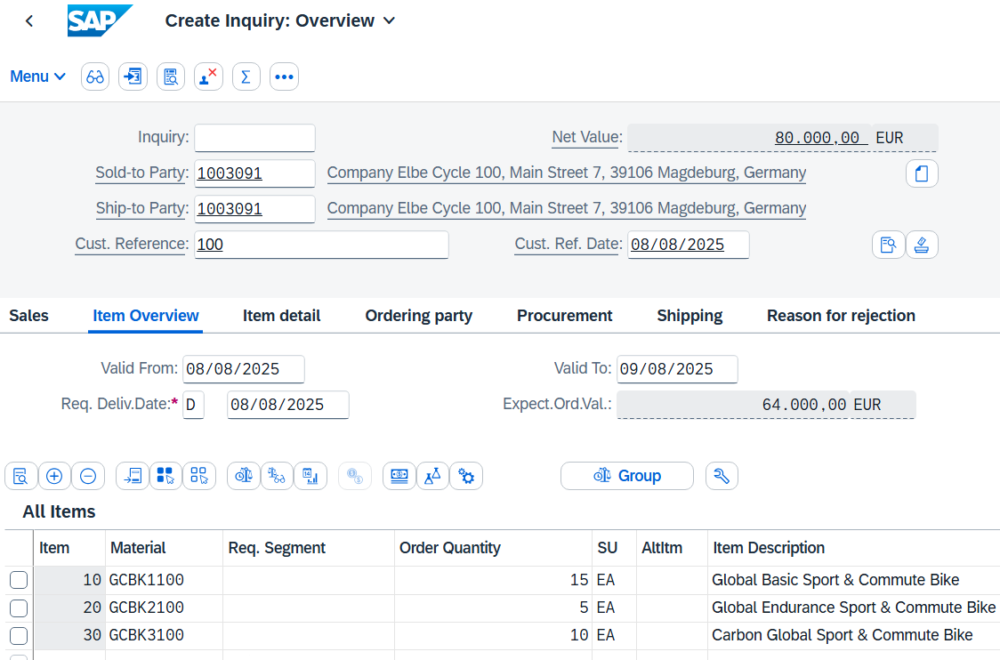 SAP Create Inquiry: Overview
Menu
Inquiry: Net Value: 80.000,00 EUR
Sold-to Party: 1003091 Company Elbe Cycle 100, Main Street 7, 39106 Magdeburg, Germany
Ship-to Party: 1003091 Company Elbe Cycle 100, Main Street 7, 39106 Magdeburg, Germany
Cust. Reference: 100 Cust. Ref. Date: 08/08/2025
Sales Item Overview Item detail Ordering party Procurement Shipping Reason for rejection
Valid From: 08/08/2025 Valid To: 09/08/2025
Req. Deliv.Date:* D 08/08/2025 Expect.Ord.Val.: 64.000,00 EUR
Group
All Items
Item Material Req. Segment Order Quantity SU AltItm Item Description
10 GCBK1100 15 EA Global Basic Sport & Commute Bike
20 GCBK2100 5 EA Global Endurance Sport & Commute Bike
30 GCBK3100 10 EA Carbon Global Sport & Commute Bike